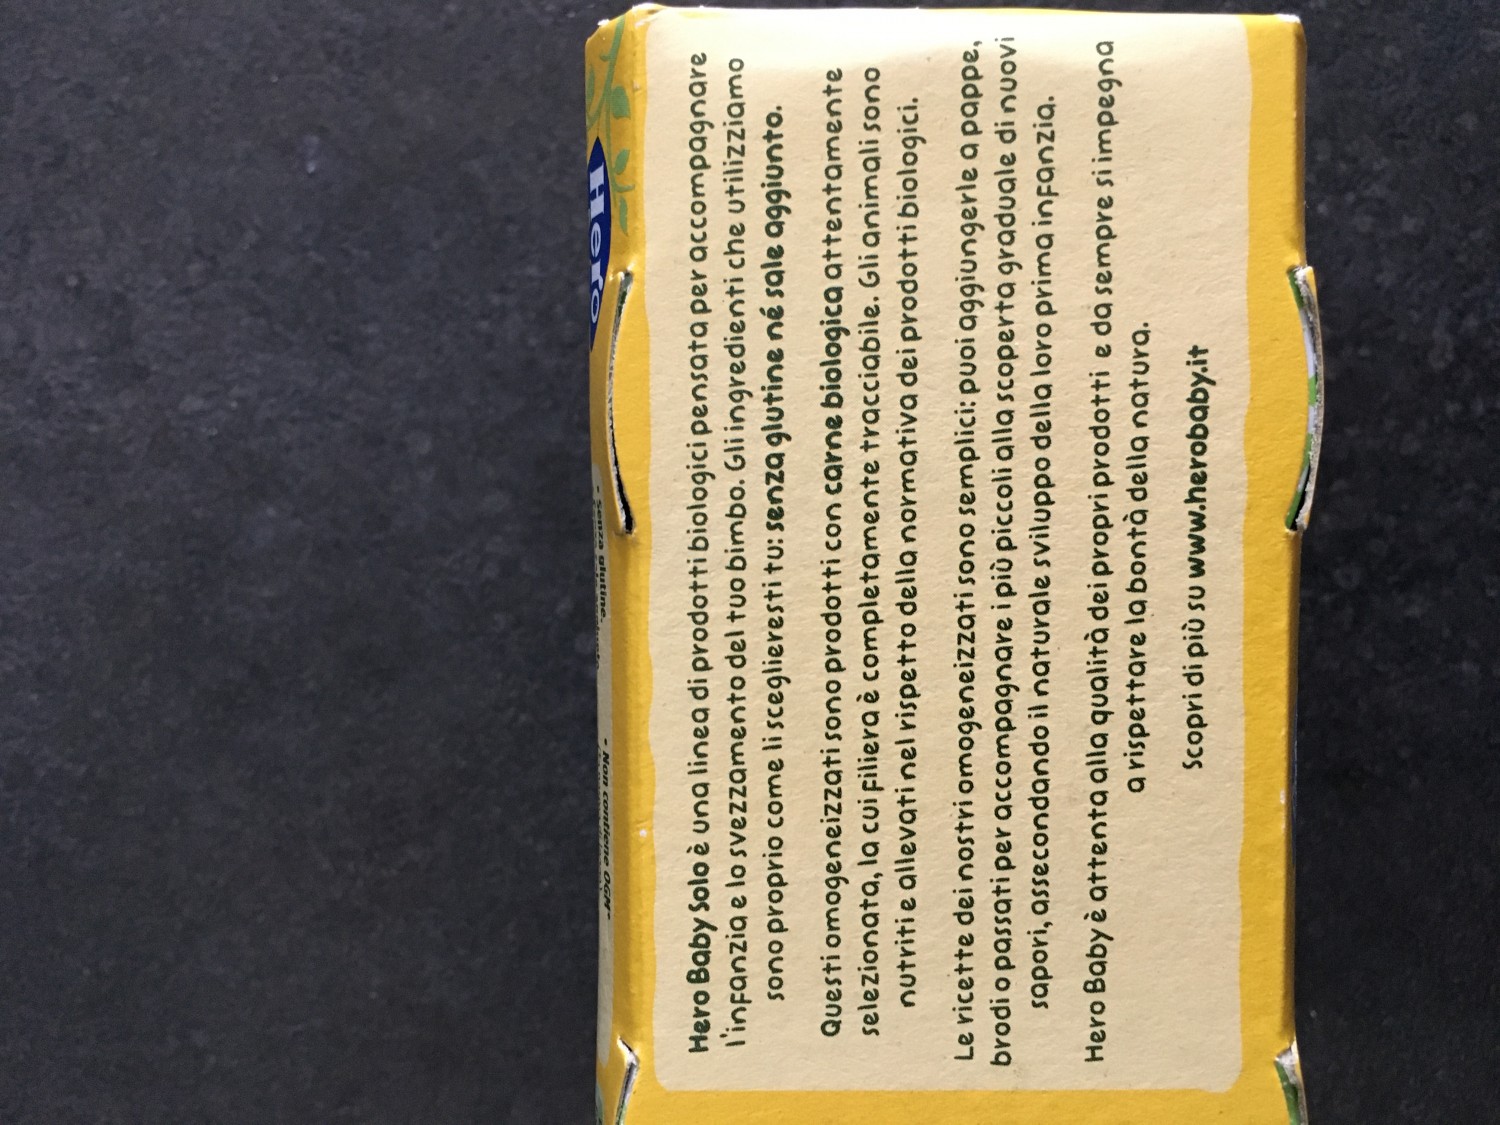 Hero Baby Solo è una linea di prodotti biologici pensata per accompagnare
l'infanzia e lo svezzamento del tuo bimbo. Gli ingredienti che utilizziamo
sono proprio come li sceglieresti tu: senza glutine né sale aggiunto.
Questi omogeneizzati sono prodotti con carne biologica attentamente
selezionata, la cui filiera è completamente tracciabile. Gli animali sono
nutriti e allevati nel rispetto della normativa dei prodotti biologici.
Le ricette dei nostri omogeneizzati sono semplici: puoi aggiungerle a pappe,
brodi o passati per accompagnare i più piccoli alla scoperta graduale di nuovi
sapori, assecondando il naturale sviluppo della loro prima infanzia.
Hero Baby è attenta alla qualità dei propri prodotti e da sempre si impegna
a rispettare la bontà della natura.
Scopri di più su www.herobaby.it
Hero
- senza glutine.
- Non contiene OGM*